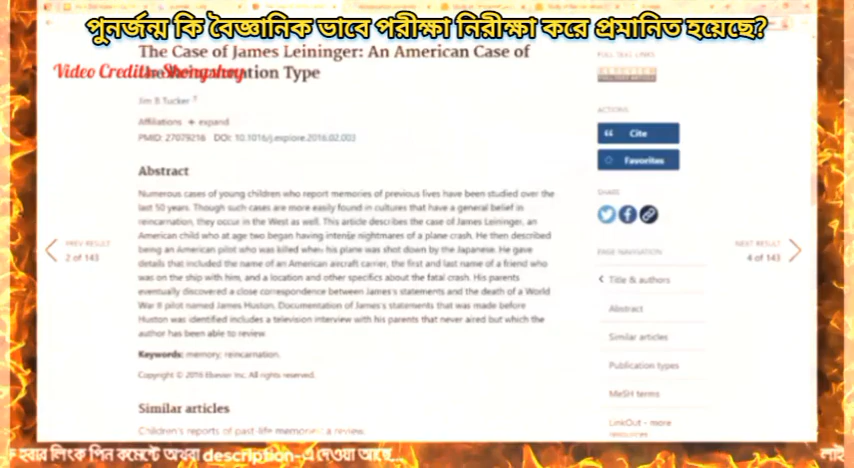 পুনর্জন্ম কি বৈজ্ঞানিক ভাবে পরীক্ষা নিরীক্ষা করে প্রমানিত হয়েছে?
The Case of James Leininger: An American Case of
the Reincarnation Type
Video Credit:-
Jim B Tucker
Affiliations + expand
PMID: 27079216 DOI: 10.1016/j.explore.2016.02.003
Abstract
Numerous cases of young children who report memories of previous lives have been studied over the
last 50 years. Though such cases are more easily found in cultures that have a general belief in
reincarnation, they occur in the West as well. This article describes the case of James Leininger, an
American child who at age two began having intense nightmares of a plane crash. He then described
being an American pilot who was killed when his plane was shot down by the Japanese. He gave
details that included the name of an American aircraft carrier, the first and last name of a friend who
was on the ship with him, and a location and other specifics about the fatal crash. His parents
eventually discovered a close correspondence between James's statements and the death of a World
War II pilot named James Huston. Documentation of James's statements that was made before
Huston was identified includes a television interview with his parents that never aired but which the
author has been able to review.
Keywords: memory; reincarnation.
Copyright © 2016 Elsevier Inc. All rights reserved.
Similar articles
Children's reports of past-life memories: a review.
PREV RESULT
2 of 143
FULL TEXT LINKS
ACTIONS
Cite
Favorites
SHARE
PAGE NAVIGATION
Title & authors
Abstract
Similar articles
Publication types
MeSH terms
LinkOut - more
resources
NEXT RESULT
4 of 143
হবার লিংক পিন কমেন্টে অথবা description-এ দেওয়া আছে...
লাই